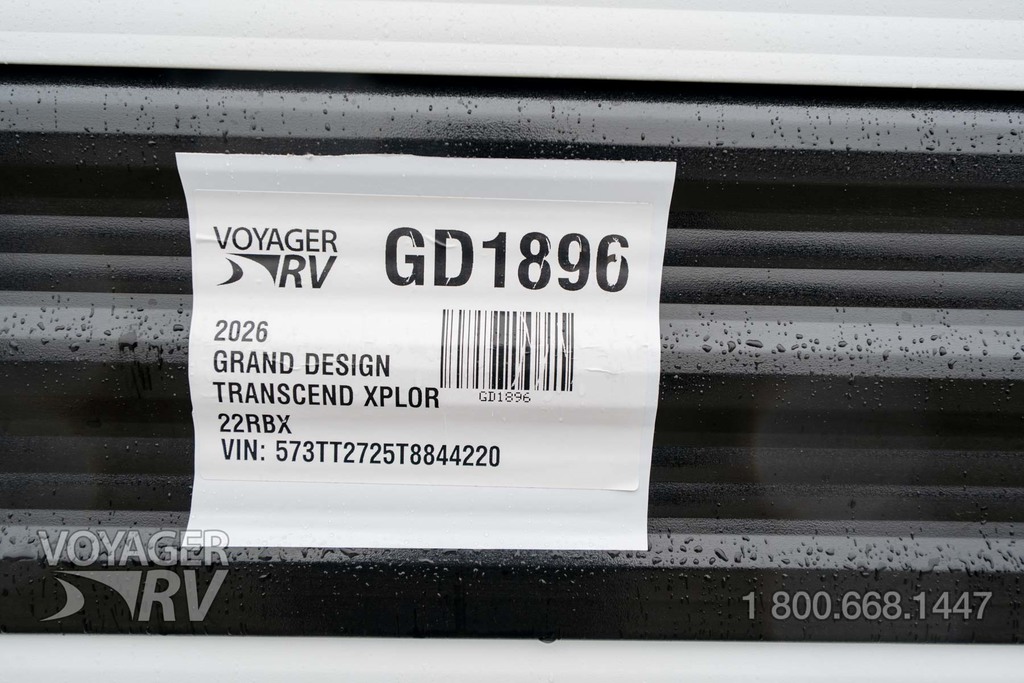 VOYAGER
RV
GD1896
2026
GRAND DESIGN
TRANSCEND XPLOR
22RBX
VIN: 573TT2725T8844220
GD1896
VOYAGER
RV
1 800.668.1447